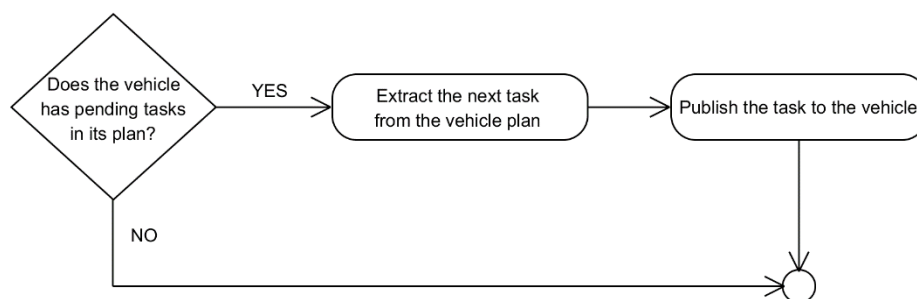 Does the vehicle
has pending tasks
in its plan?
YES
Extract the next task
from the vehicle plan
Publish the task to the vehicle
NO